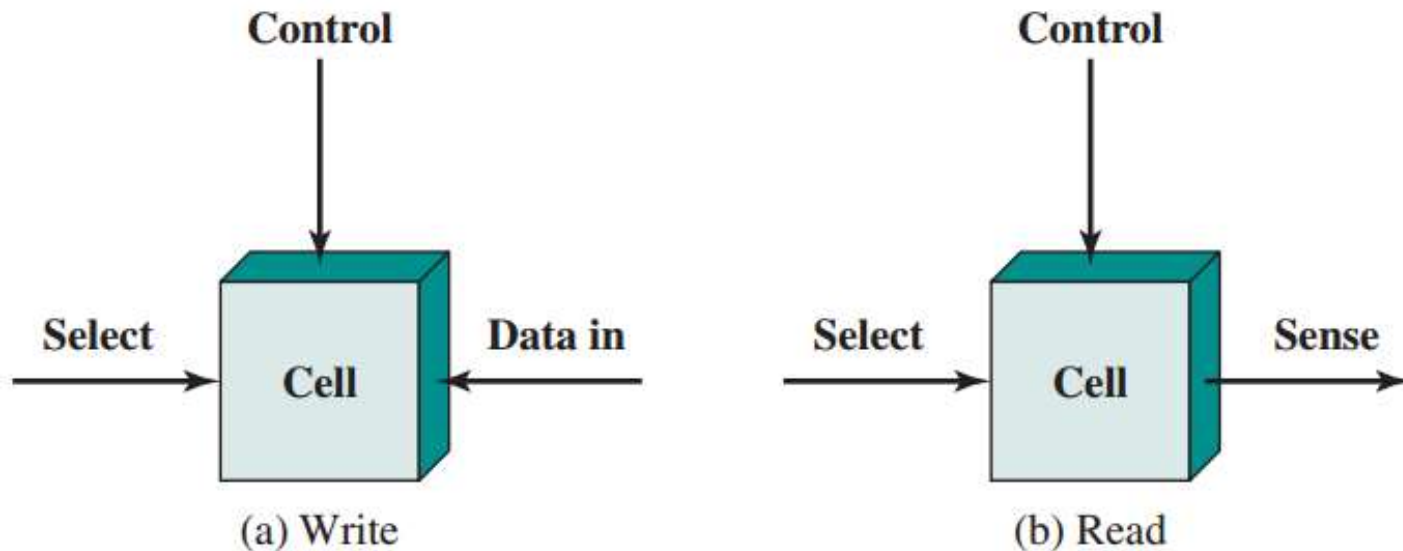 Control
Control
Select
Data in
Select
Sense
Cell
Cell
(a) Write
(b) Read